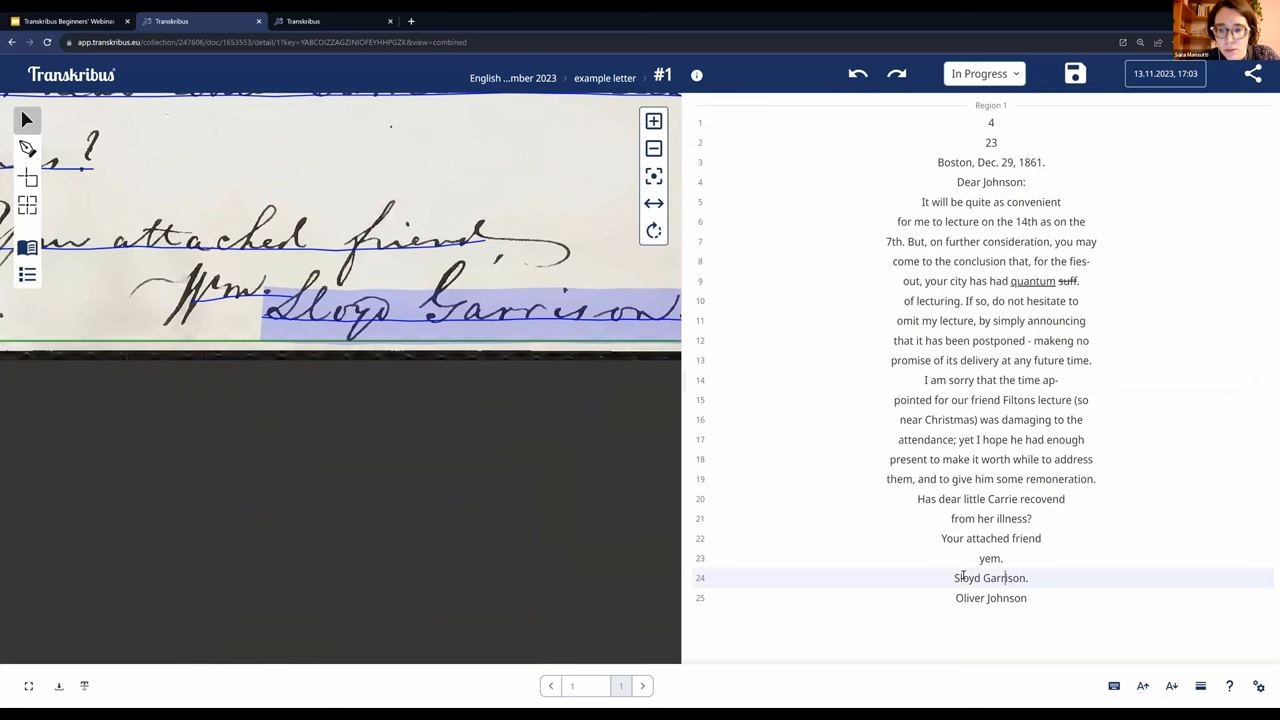 Transkribus Beginners' Webina
Transkribus
Transkribus
app.transkribus.eu/collection/247606/doc/1653553/detail/1?key=YABCOIZZAGZINIOFEYHHPGZK&view=combined
Sara Mansutti
Transkribus
English ...mber 2023 > example letter > #1
In Progress
13.11.2023, 17:03
s.?
attached friend,
Wm.
Lloyd Garrison.
Region 1
1 4
2 23
3 Boston, Dec. 29, 1861.
4 Dear Johnson:
5 It will be quite as convenient
6 for me to lecture on the 14th as on the
7 7th. But, on further consideration, you may
8 come to the conclusion that, for the fies-
9 out, your city has had quantum suff.
10 of lecturing. If so, do not hesitate to
11 omit my lecture, by simply announcing
12 that it has been postponed - makeng no
13 promise of its delivery at any future time.
14 I am sorry that the time ap-
15 pointed for our friend Filtons lecture (so
16 near Christmas) was damaging to the
17 attendance; yet I hope he had enough
18 present to make it worth while to address
19 them, and to give him some remoneration.
20 Has dear little Carrie recovend
21 from her illness?
22 Your attached friend
23 yem.
24 Sloyd Garrison.
25 Oliver Johnson
1 1